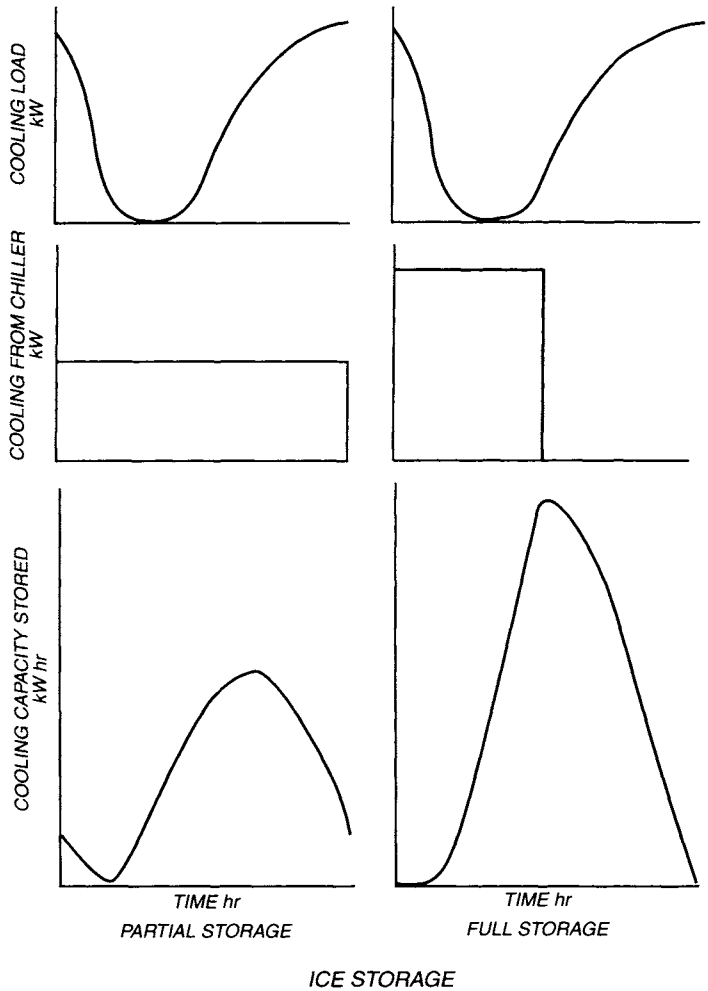 COOLING LOAD
kW
COOLING FROM CHILLER
kW
COOLING CAPACITY STORED
kW hr
TIME hr
PARTIAL STORAGE
TIME hr
FULL STORAGE
ICE STORAGE